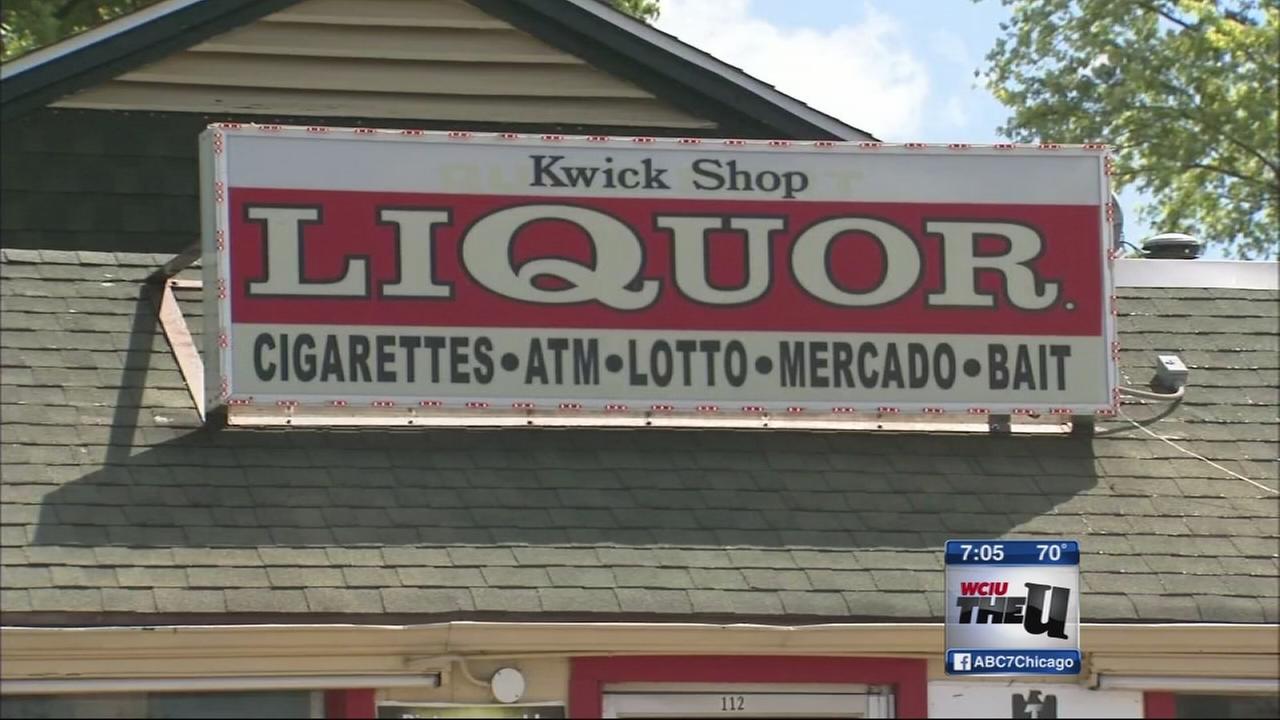 Kwick Shop
LIQUOR.
CIGARETTES•ATM•LOTTO•MERCADO•BAIT
7:05 70°
WCIU
THE U
f ABC7Chicago
112